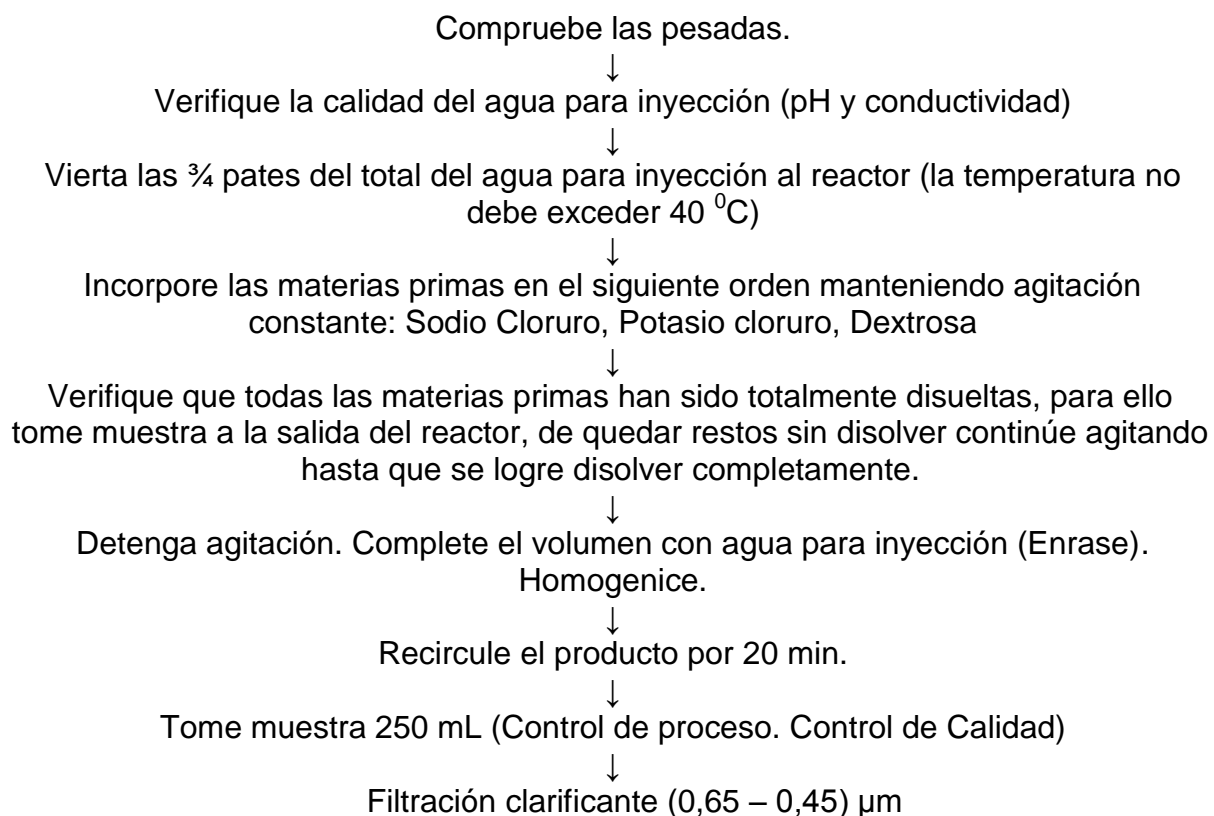 Compruebe las pesadas.
↓
Verifique la calidad del agua para inyección (pH y conductividad)
↓
Vierta las ¾ pates del total del agua para inyección al reactor (la temperatura no
debe exceder 40 ⁰C)
↓
Incorpore las materias primas en el siguiente orden manteniendo agitación
constante: Sodio Cloruro, Potasio cloruro, Dextrosa
↓
Verifique que todas las materias primas han sido totalmente disueltas, para ello
tome muestra a la salida del reactor, de quedar restos sin disolver continúe agitando
hasta que se logre disolver completamente.
↓
Detenga agitación. Complete el volumen con agua para inyección (Enrase).
Homogenice.
↓
Recircule el producto por 20 min.
↓
Tome muestra 250 mL (Control de proceso. Control de Calidad)
↓
Filtración clarificante (0,65 – 0,45) µm